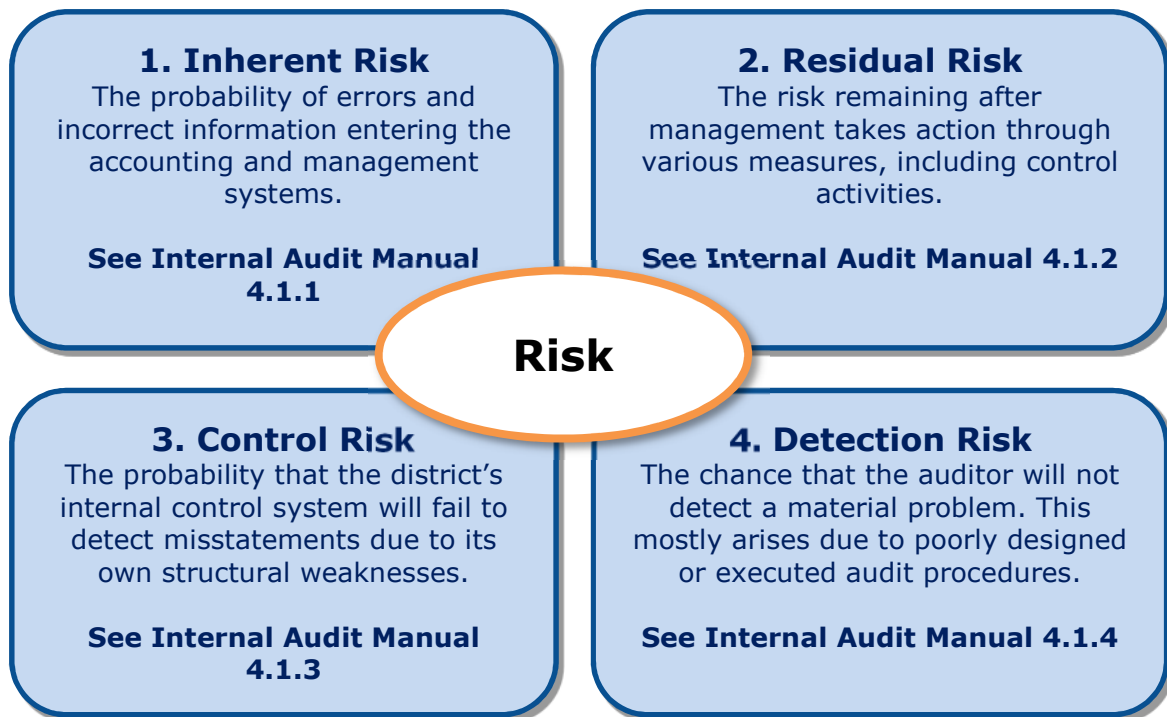 1. Inherent Risk
The probability of errors and
incorrect information entering the
accounting and management
systems.
See Internal Audit Manual
4.1.1
2. Residual Risk
The risk remaining after
management takes action through
various measures, including control
activities.
See Internal Audit Manual 4.1.2
Risk
3. Control Risk
The probability that the district’s
internal control system will fail to
detect misstatements due to its
own structural weaknesses.
See Internal Audit Manual
4.1.3
4. Detection Risk
The chance that the auditor will not
detect a material problem. This
mostly arises due to poorly designed
or executed audit procedures.
See Internal Audit Manual 4.1.4